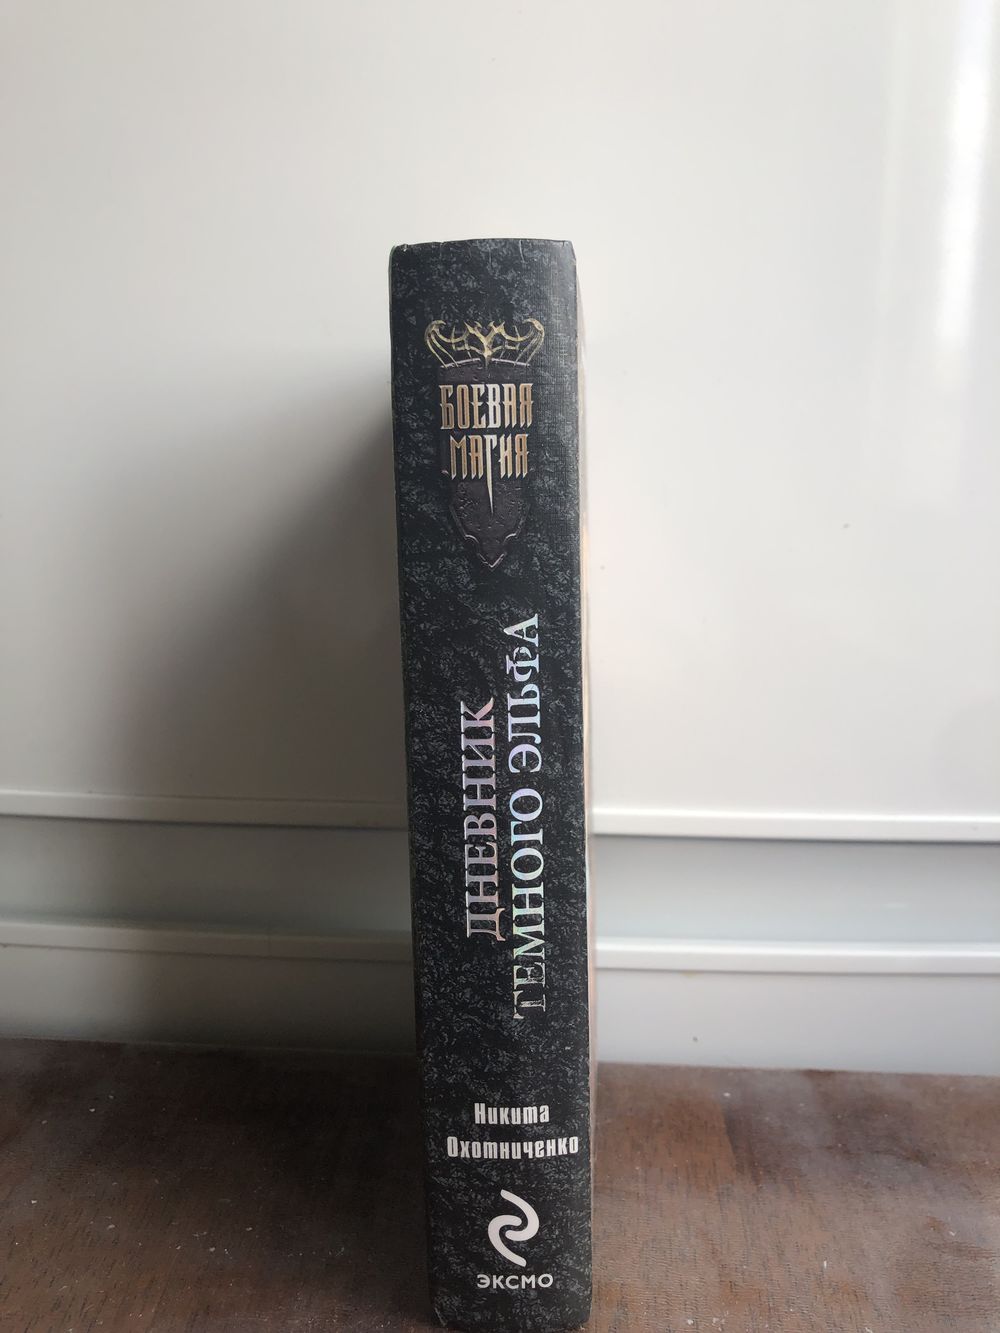 БОЕВАЯ
МАГИЯ
ДНЕВНИК
ТЕМНОГО ЭЛЬФА
Никита
Охотниченко
ЭКСМО